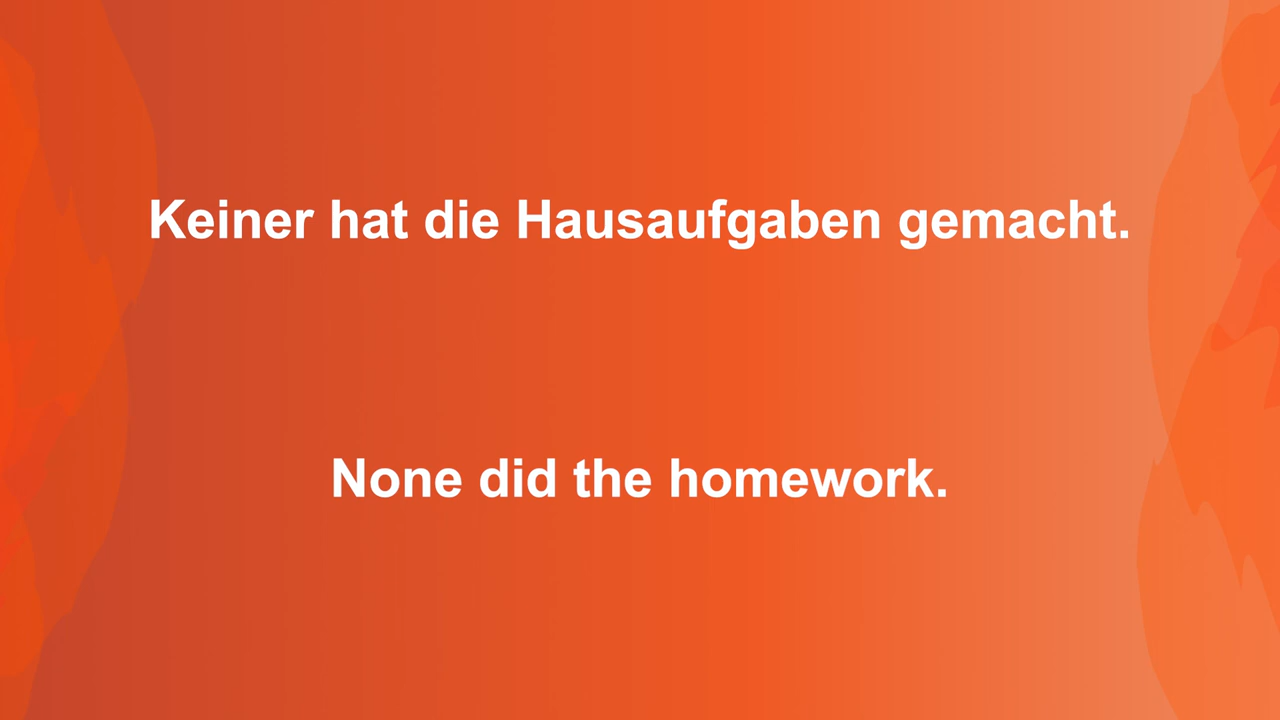 Keiner hat die Hausaufgaben gemacht.
None did the homework.